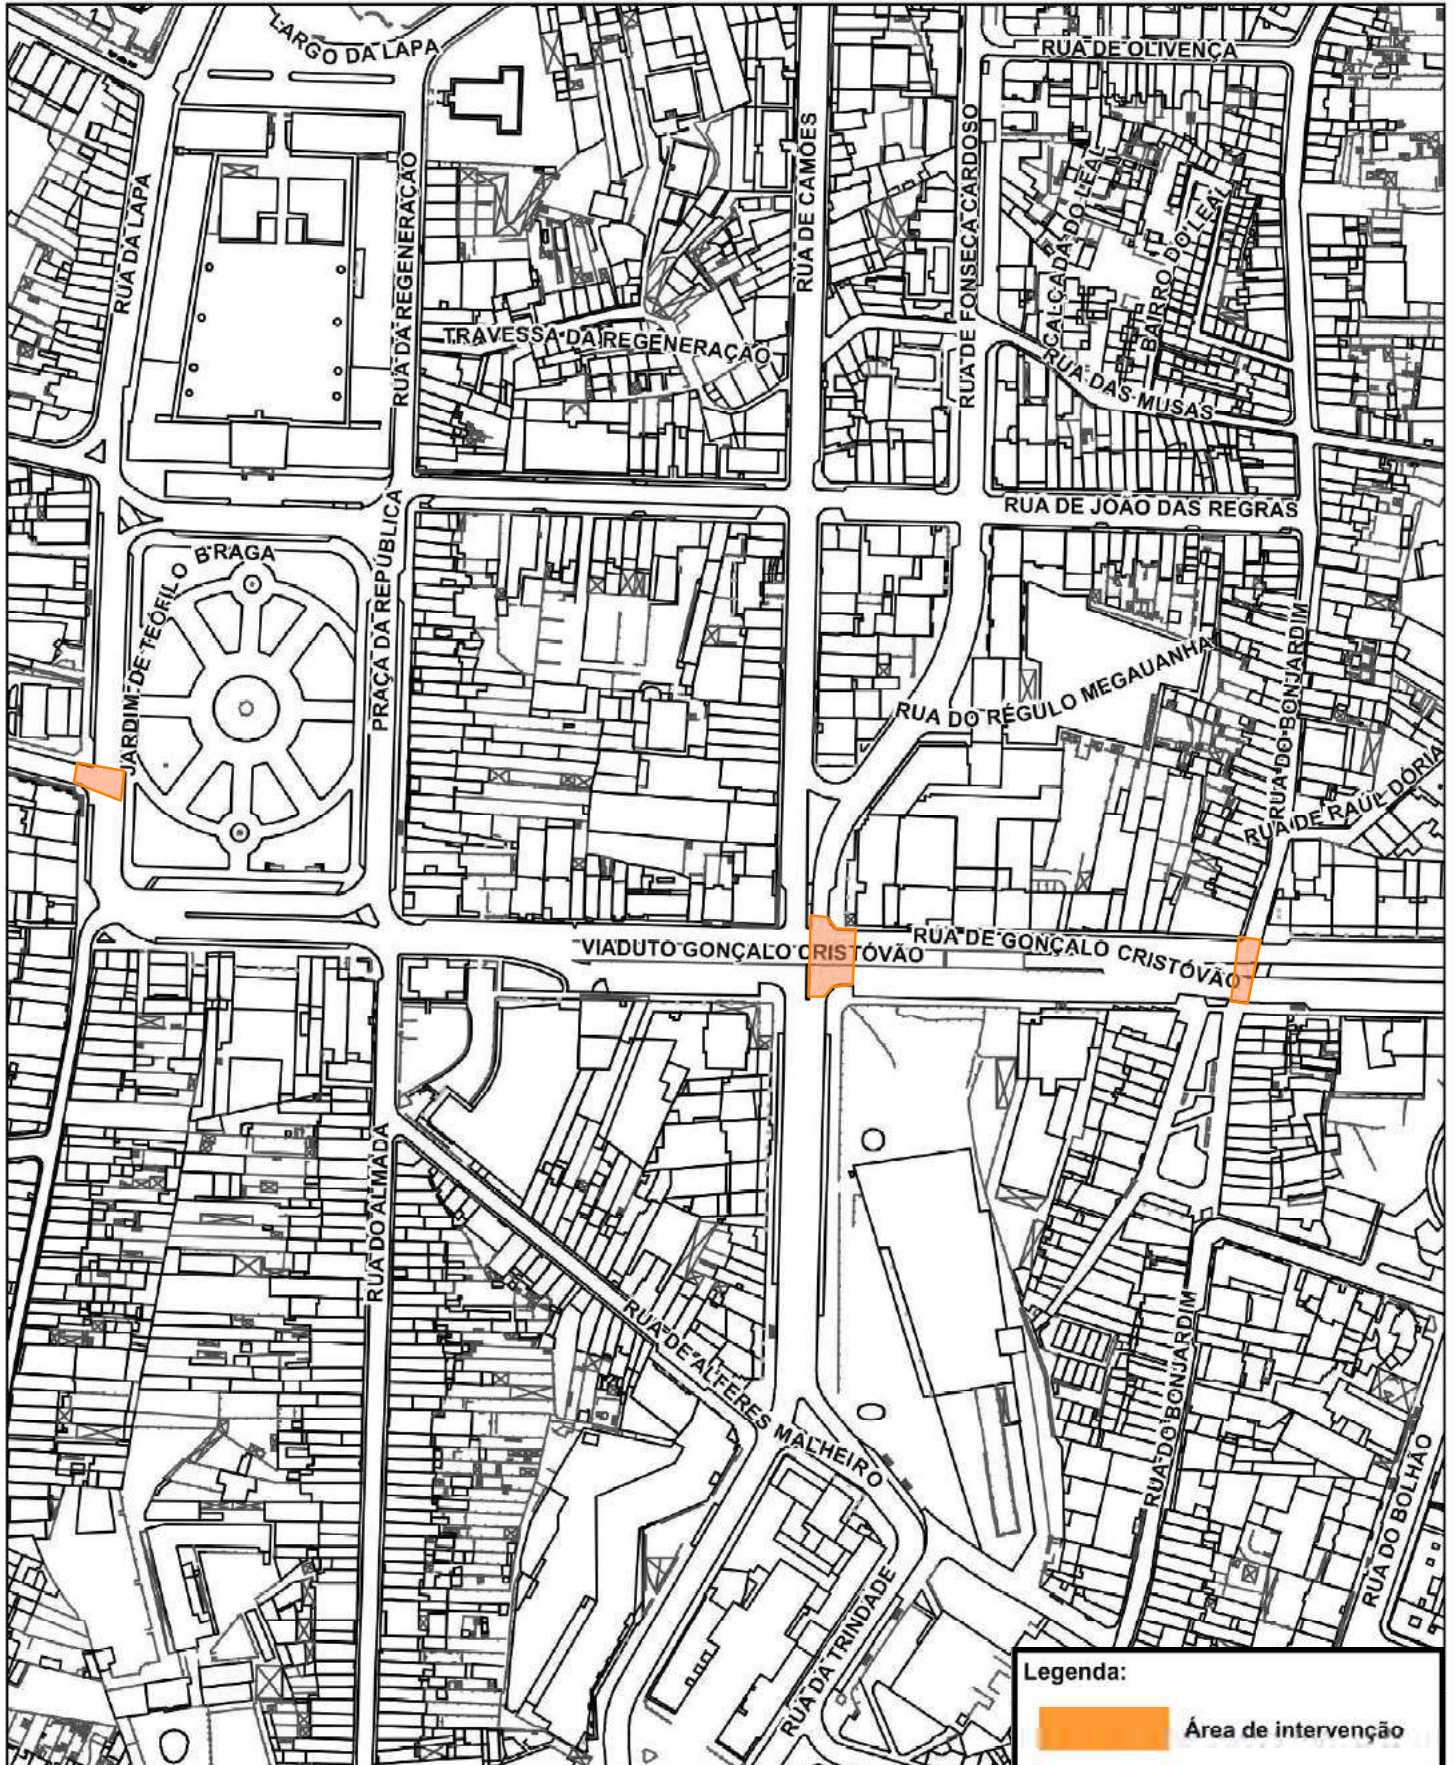 1
LARGO DA LAPA
RUA DE OLIVENÇA
RUA DA LAPA
RUA DA REGENERAÇÃO
RUA DE CAMÕES
RUA DE FONSECA CARDOSO
CALÇADA DO LEAL
BAIRRO DO LEAL
TRAVESSA DA REGENERAÇÃO
RUA DAS MUSAS
RUA DE JOÃO DAS REGRAS
JARDIM DE TEÓFILO BRAGA
PRAÇA DA REPÚBLICA
RUA DO RÉGULO MEGAUANHA
RUA DO BONJARDIM
RUA DE RAÚL DÓRIA
VIADUTO GONÇALO CRISTÓVÃO
RUA DE GONÇALO CRISTÓVÃO
RUA DO ALMADA
RUA DE ALFERES MALHEIRO
RUA DO BONJARDIM
RUA DO BOLHÃO
RUA DA TRINDADE
Legenda:
Área de intervenção